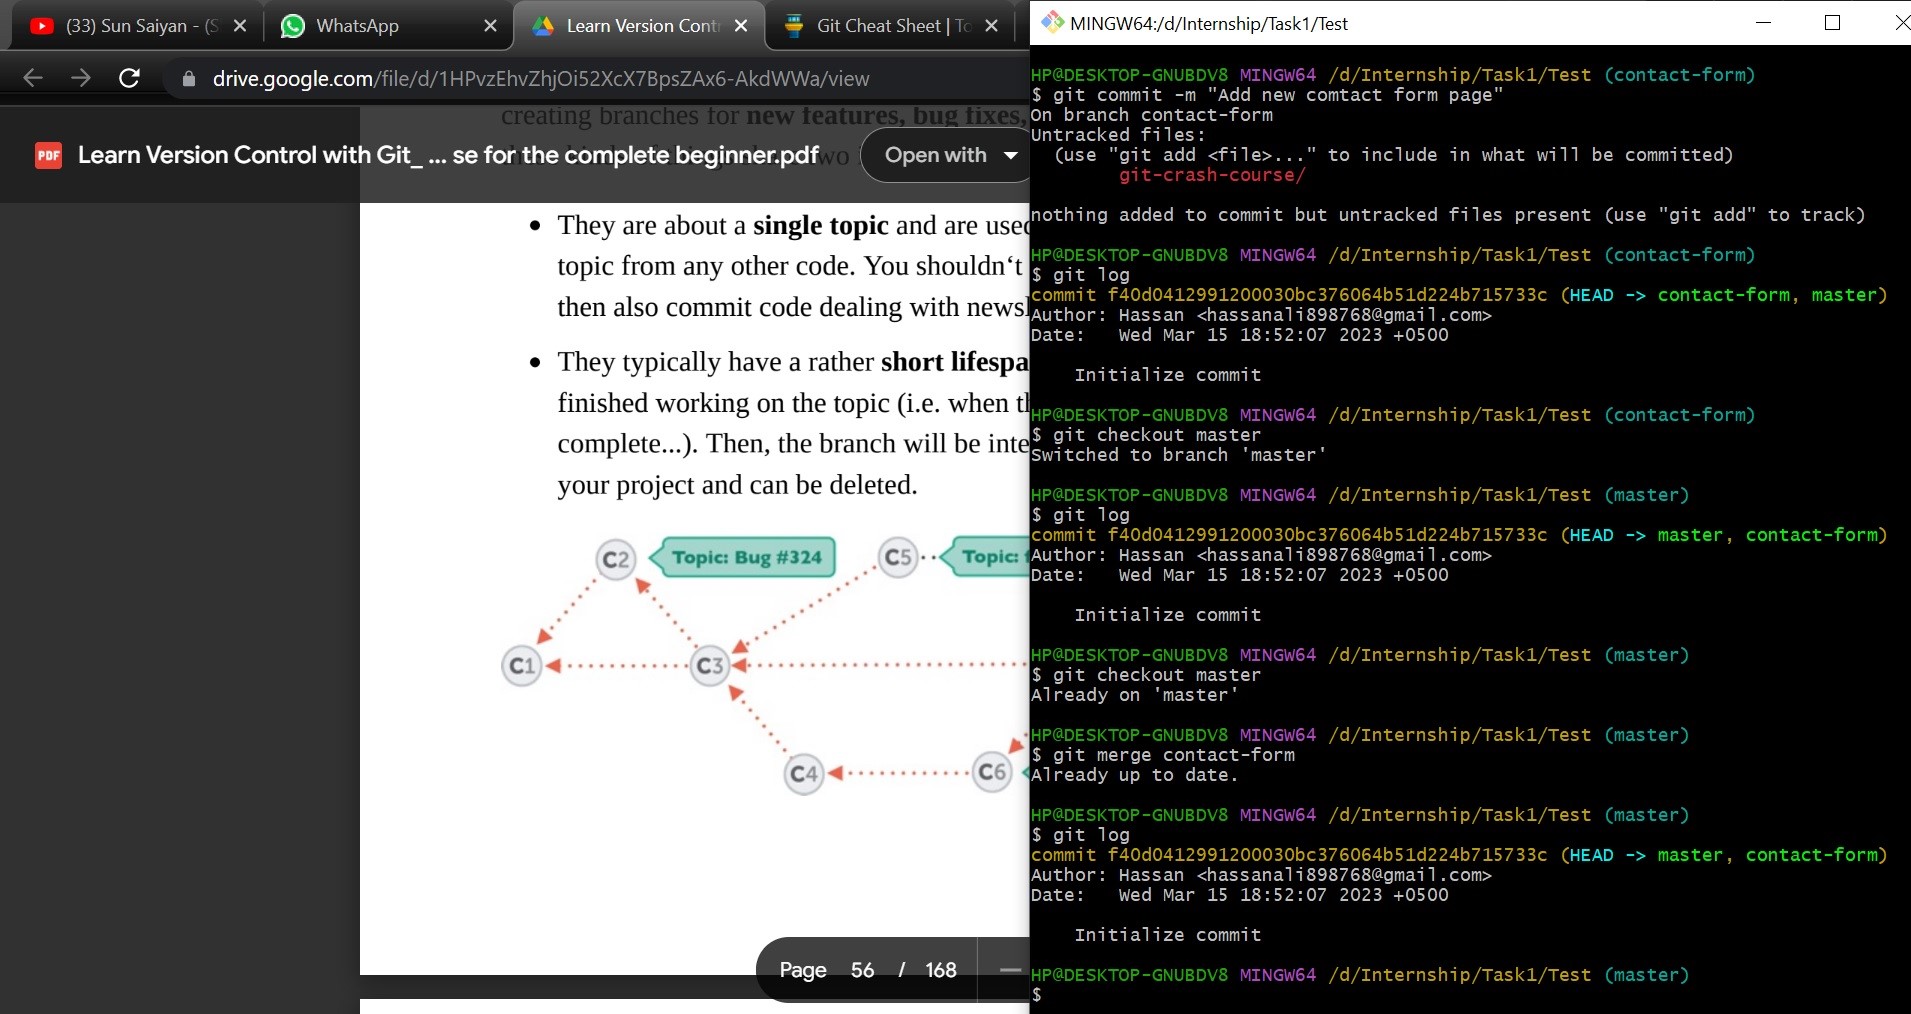 (33) Sun Saiyan - (S
WhatsApp
Learn Version Contr
Git Cheat Sheet | To
drive.google.com/file/d/1HPvzEhvZhjOi52XcX7BpsZAx6-AkdWWa/view
creating branches for new features, bug fixes,
PDF
Learn Version Control with Git_ ... se for the complete beginner.pdf
Open with
They are about a single topic and are used
topic from any other code. You shouldn‘t
then also commit code dealing with newsl
They typically have a rather short lifespa
finished working on the topic (i.e. when th
complete...). Then, the branch will be inte
your project and can be deleted.
C2
Topic: Bug #324
C5
Topic:
C1
C3
C4
C6
Page 56 / 168
MINGW64:/d/Internship/Task1/Test
HP@DESKTOP-GNUBDV8 MINGW64 /d/Internship/Task1/Test (contact-form)
$ git commit -m "Add new comtact form page"
On branch contact-form
Untracked files:
(use "git add <file>..." to include in what will be committed)
git-crash-course/
nothing added to commit but untracked files present (use "git add" to track)
HP@DESKTOP-GNUBDV8 MINGW64 /d/Internship/Task1/Test (contact-form)
$ git log
commit f40d0412991200030bc376064b51d224b715733c (HEAD -> contact-form, master)
Author: Hassan <hassanali898768@gmail.com>
Date:   Wed Mar 15 18:52:07 2023 +0500
Initialize commit
HP@DESKTOP-GNUBDV8 MINGW64 /d/Internship/Task1/Test (contact-form)
$ git checkout master
Switched to branch 'master'
HP@DESKTOP-GNUBDV8 MINGW64 /d/Internship/Task1/Test (master)
$ git log
commit f40d0412991200030bc376064b51d224b715733c (HEAD -> master, contact-form)
Author: Hassan <hassanali898768@gmail.com>
Date:   Wed Mar 15 18:52:07 2023 +0500
Initialize commit
HP@DESKTOP-GNUBDV8 MINGW64 /d/Internship/Task1/Test (master)
$ git checkout master
Already on 'master'
HP@DESKTOP-GNUBDV8 MINGW64 /d/Internship/Task1/Test (master)
$ git merge contact-form
Already up to date.
HP@DESKTOP-GNUBDV8 MINGW64 /d/Internship/Task1/Test (master)
$ git log
commit f40d0412991200030bc376064b51d224b715733c (HEAD -> master, contact-form)
Author: Hassan <hassanali898768@gmail.com>
Date:   Wed Mar 15 18:52:07 2023 +0500
Initialize commit
HP@DESKTOP-GNUBDV8 MINGW64 /d/Internship/Task1/Test (master)
$